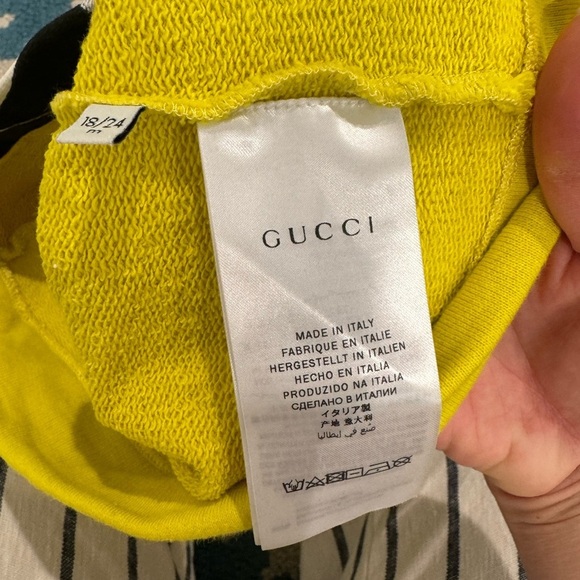 18/24
m
GUCCI
MADE IN ITALY
FABRIQUE EN ITALIE
HERGESTELLT IN ITALIEN
HECHO EN ITALIA
PRODUZIDO NA ITALIA
СДЕЛАНО В ИТАЛИИ
イタリア製
产地 意大利
صنع في إيطاليا